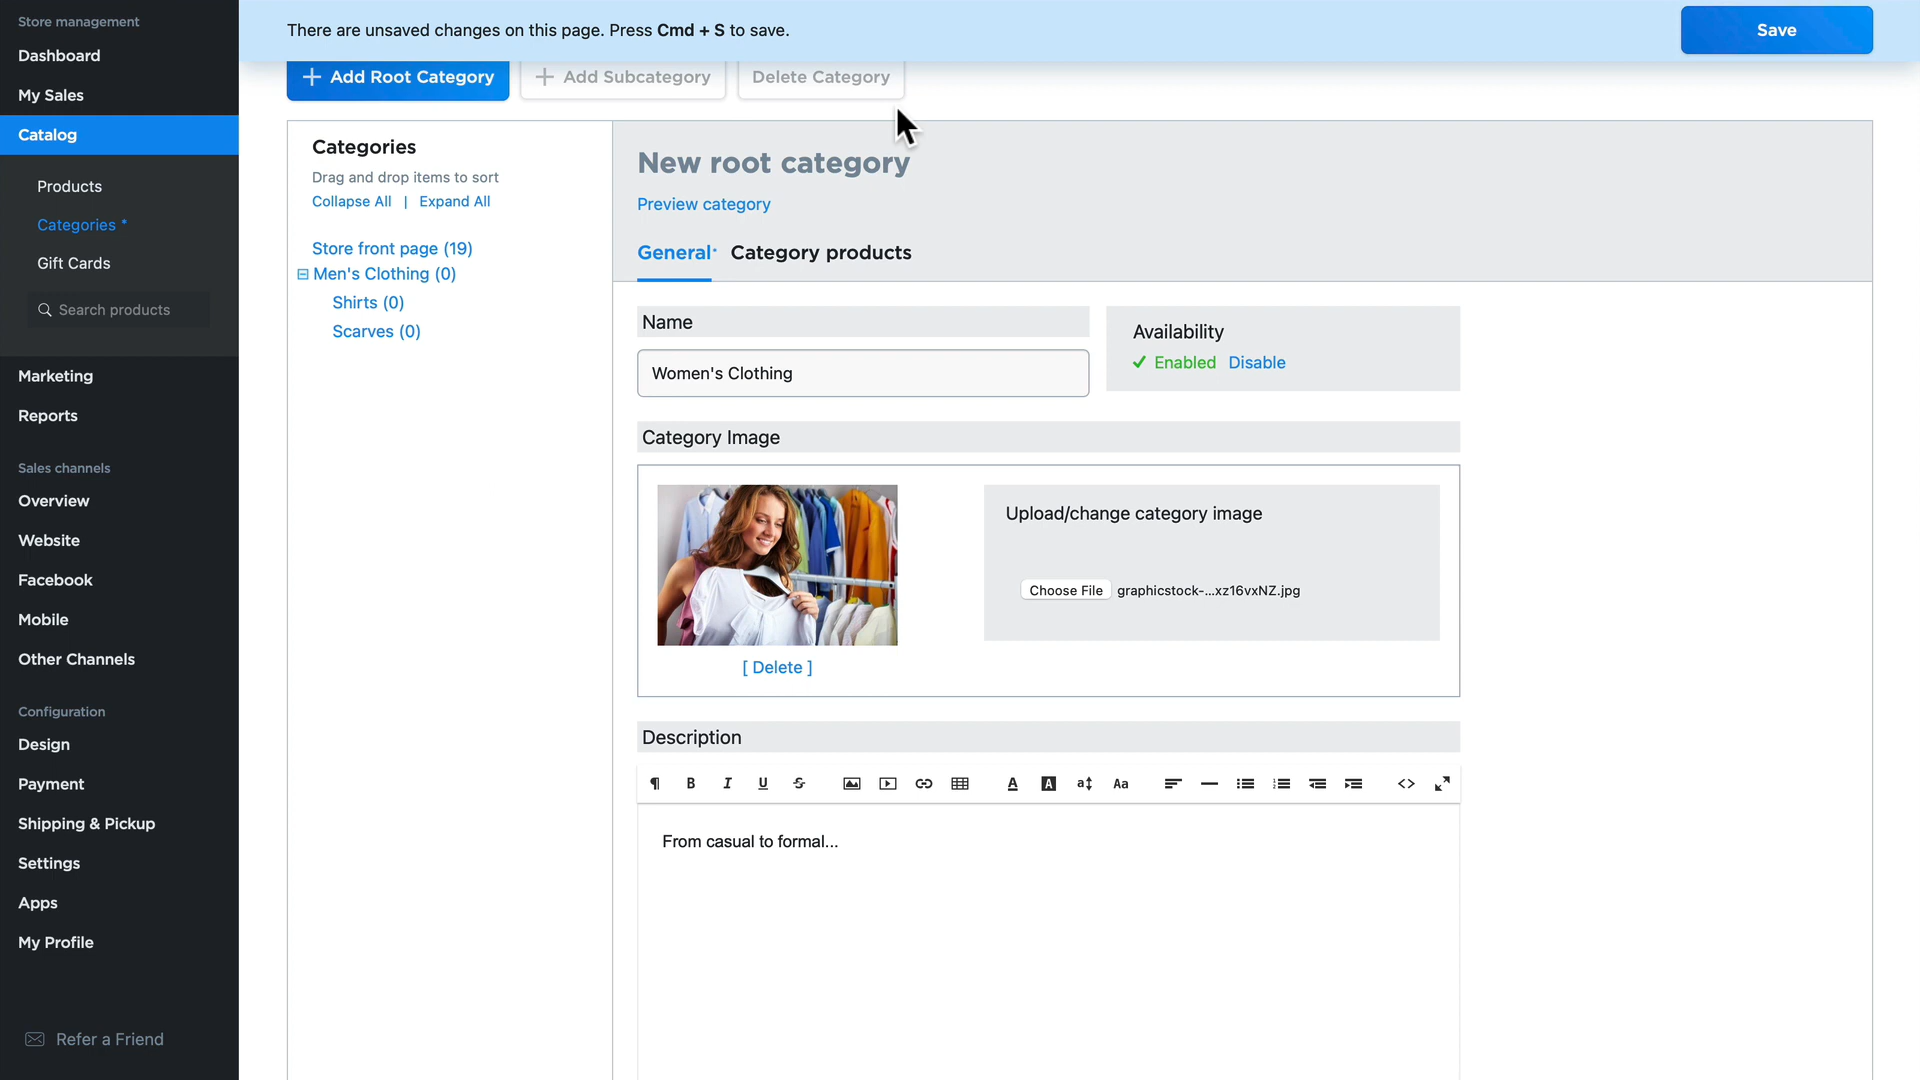 Store management
Dashboard
My Sales
Catalog
Products
Categories *
Gift Cards
Search products
Marketing
Reports
Sales channels
Overview
Website
Facebook
Mobile
Other Channels
Configuration
Design
Payment
Shipping & Pickup
Settings
Apps
My Profile
Refer a Friend
There are unsaved changes on this page. Press Cmd + S to save.
Save
+ Add Root Category
+ Add Subcategory
Delete Category
Categories
Drag and drop items to sort
Collapse All | Expand All
Store front page (19)
Men's Clothing (0)
Shirts (0)
Scarves (0)
New root category
Preview category
General* Category products
Name
Women's Clothing
Availability
Enabled Disable
Category Image
Upload/change category image
Choose File graphicstock-...xz16vxNZ.jpg
[ Delete ]
Description
¶ B I U S A A a Aa <>
From casual to formal...